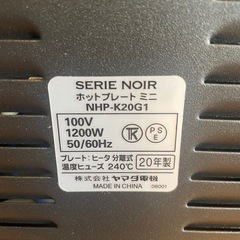 SERIE NOIR
ホットプレート ミニ
NHP-K20G1
100V
1200W
50/60Hz
PSE
プレート：ヒータ 分離式
温度ヒューズ 240℃
20年製
株式会社 ヤマダ電機
MADE IN CHINA 08001